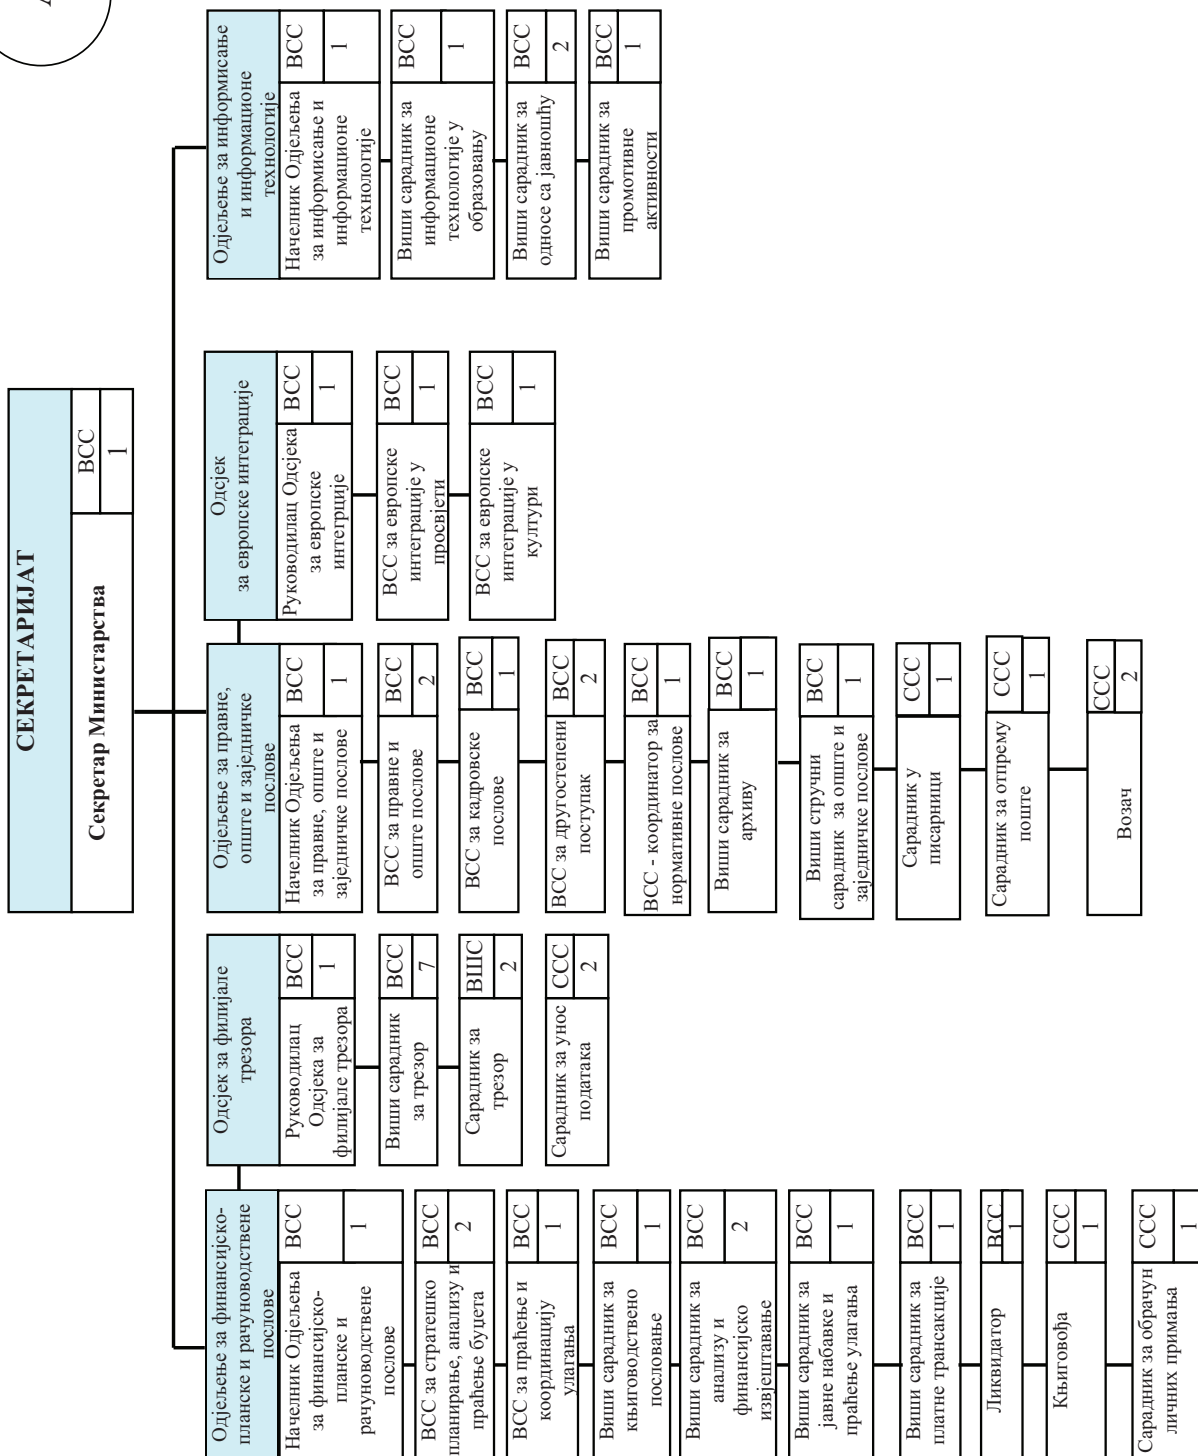 СЕКРЕТАРИЈАТ
Секретар Министарства
ВСС
1
Одјељење за финансијско-
планске и рачуноводствене
послове
Начелник Одјељења
за финансијско-
планске и
рачуноводствене
послове
ВСС
1
ВСС за стратешко
планирање, анализу и
праћење буџета
ВСС
2
ВСС за праћење и
координацију
улагања
ВСС
1
Виши сарадник за
књиговодствено
пословање
ВСС
1
Виши сарадник за
анализу и
финансијско
извјештавање
ВСС
2
Виши сарадник за
јавне набавке и
праћење улагања
ВСС
1
Виши сарадник за
платне трансакције
ВСС
1
Ликвидатор
ВСС
1
Књиговођа
ССС
1
Сарадник за обрачун
личних примања
ССС
1
Одсјек за филијале
трезора
Руководилац
Одсјека за
филијале трезора
ВСС
1
Виши сарадник
за трезор
ВСС
7
Сарадник за
трезор
ВШС
2
Сарадник за унос
података
ССС
2
Одјељење за правне,
опште и заједничке
послове
Начелник Одјељења
за правне, опште и
заједничке послове
ВСС
1
ВСС за правне и
опште послове
ВСС
2
ВСС за кадровске
послове
ВСС
1
ВСС за другостепени
поступак
ВСС
2
ВСС - координатор за
нормативне послове
ВСС
1
Виши сарадник за
архиву
ВСС
1
Виши стручни
сарадник за опште и
заједничке послове
ВСС
1
Сарадник у
писарници
ССС
1
Сарадник за отпрему
поште
ССС
1
Возач
ССС
2
Одсјек
за европске интеграције
Руководилац Одсјека
за европске
интегрције
ВСС
1
ВСС за европске
интеграције у
просвјети
ВСС
1
ВСС за европске
интеграције у
култури
ВСС
1
Одјељење за информисање
и информационе
технологије
Начелник Одјељења
за информисање и
информационе
технологије
ВСС
1
Виши сарадник за
информационе
технологије у
образовању
ВСС
1
Виши сарадник за
односе са јавношћу
ВСС
2
Виши сарадник за
промотивне
активности
ВСС
1